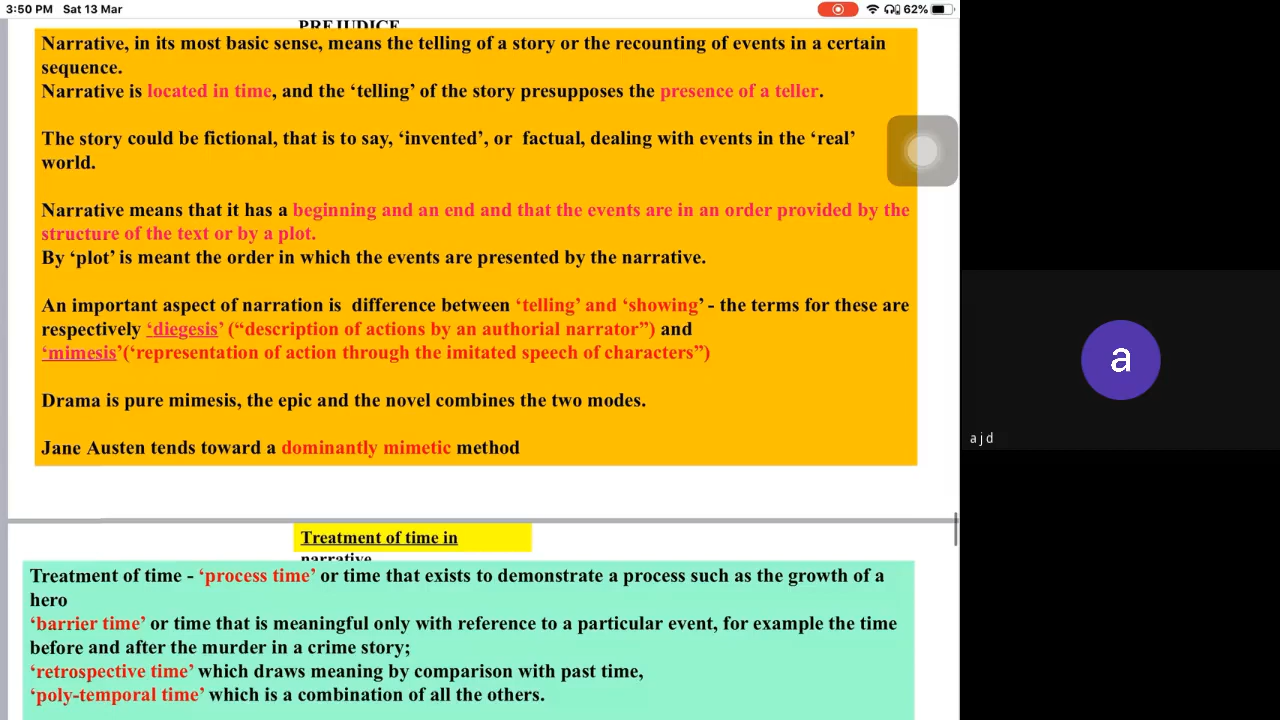 3:50 PM Sat 13 Mar
62%
PREJUDICE
Narrative, in its most basic sense, means the telling of a story or the recounting of events in a certain
sequence.
Narrative is located in time, and the ‘telling’ of the story presupposes the presence of a teller.
The story could be fictional, that is to say, ‘invented’, or factual, dealing with events in the ‘real’
world.
Narrative means that it has a beginning and an end and that the events are in an order provided by the
structure of the text or by a plot.
By ‘plot’ is meant the order in which the events are presented by the narrative.
An important aspect of narration is difference between ‘telling’ and ‘showing’ - the terms for these are
respectively ‘diegesis’ (“description of actions by an authorial narrator”) and
‘mimesis’(‘representation of action through the imitated speech of characters”)
Drama is pure mimesis, the epic and the novel combines the two modes.
Jane Austen tends toward a dominantly mimetic method
Treatment of time in
narrative
Treatment of time - ‘process time’ or time that exists to demonstrate a process such as the growth of a
hero
‘barrier time’ or time that is meaningful only with reference to a particular event, for example the time
before and after the murder in a crime story;
‘retrospective time’ which draws meaning by comparison with past time,
‘poly-temporal time’ which is a combination of all the others.
a
ajd